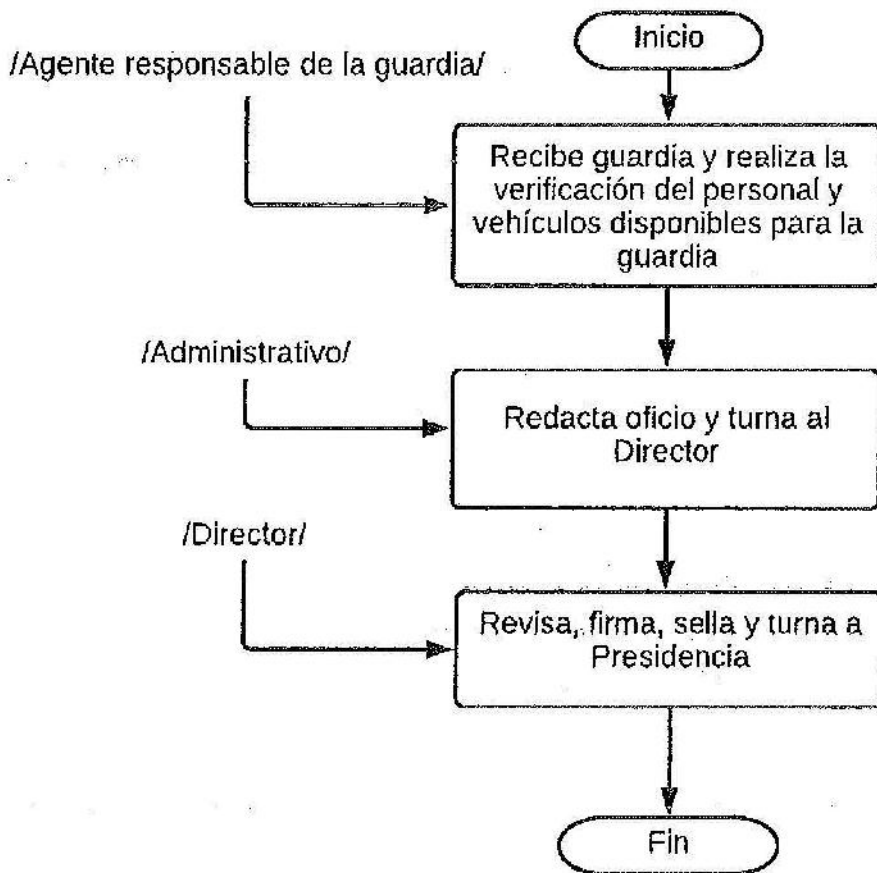 Inicio
/Agente responsable de la guardia/
Recibe guardia y realiza la
verificación del personal y
vehículos disponibles para la
guardia
/Administrativo/
Redacta oficio y turna al
Director
/Director/
Revisa, firma, sella y turna a
Presidencia
Fin